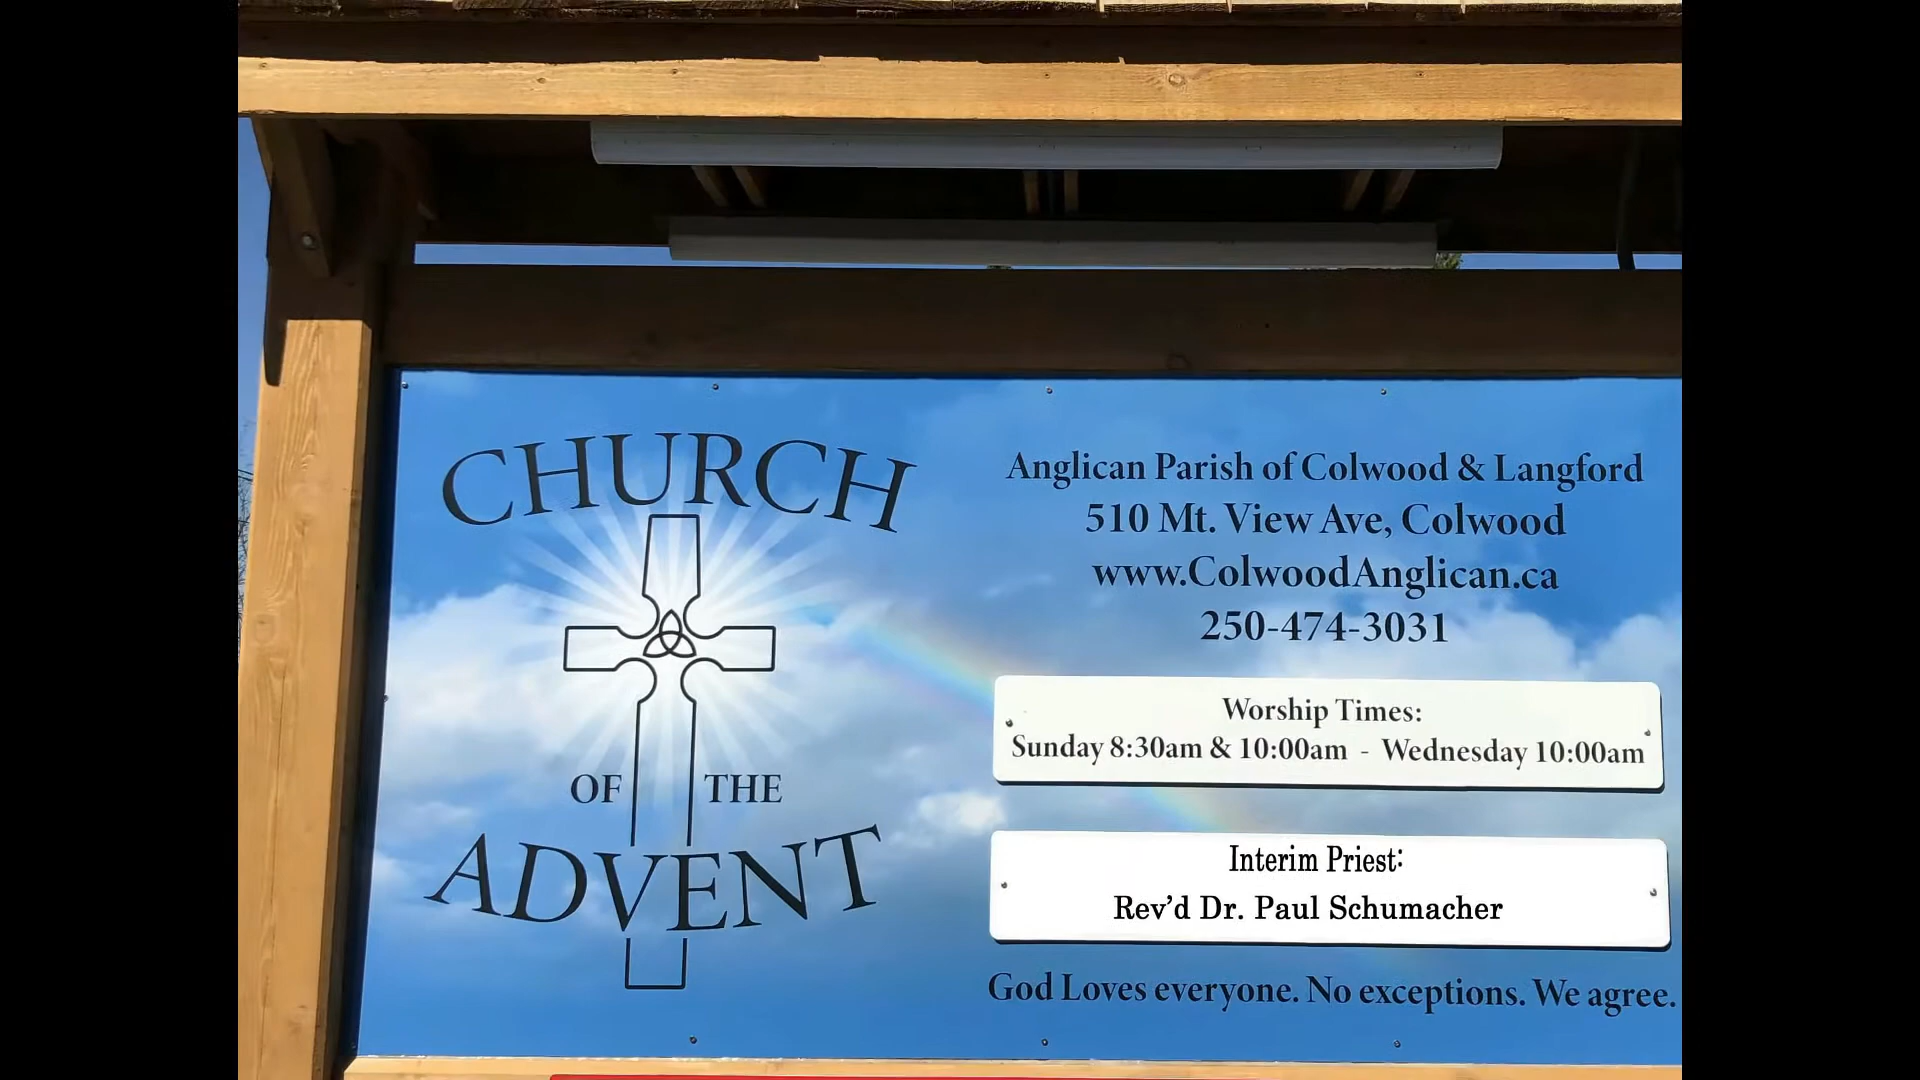 CHURCH
OF THE
ADVENT
Anglican Parish of Colwood & Langford
510 Mt. View Ave, Colwood
www.ColwoodAnglican.ca
250-474-3031
Worship Times:
Sunday 8:30am & 10:00am - Wednesday 10:00am
Interim Priest:
Rev’d Dr. Paul Schumacher
God Loves everyone. No exceptions. We agree.